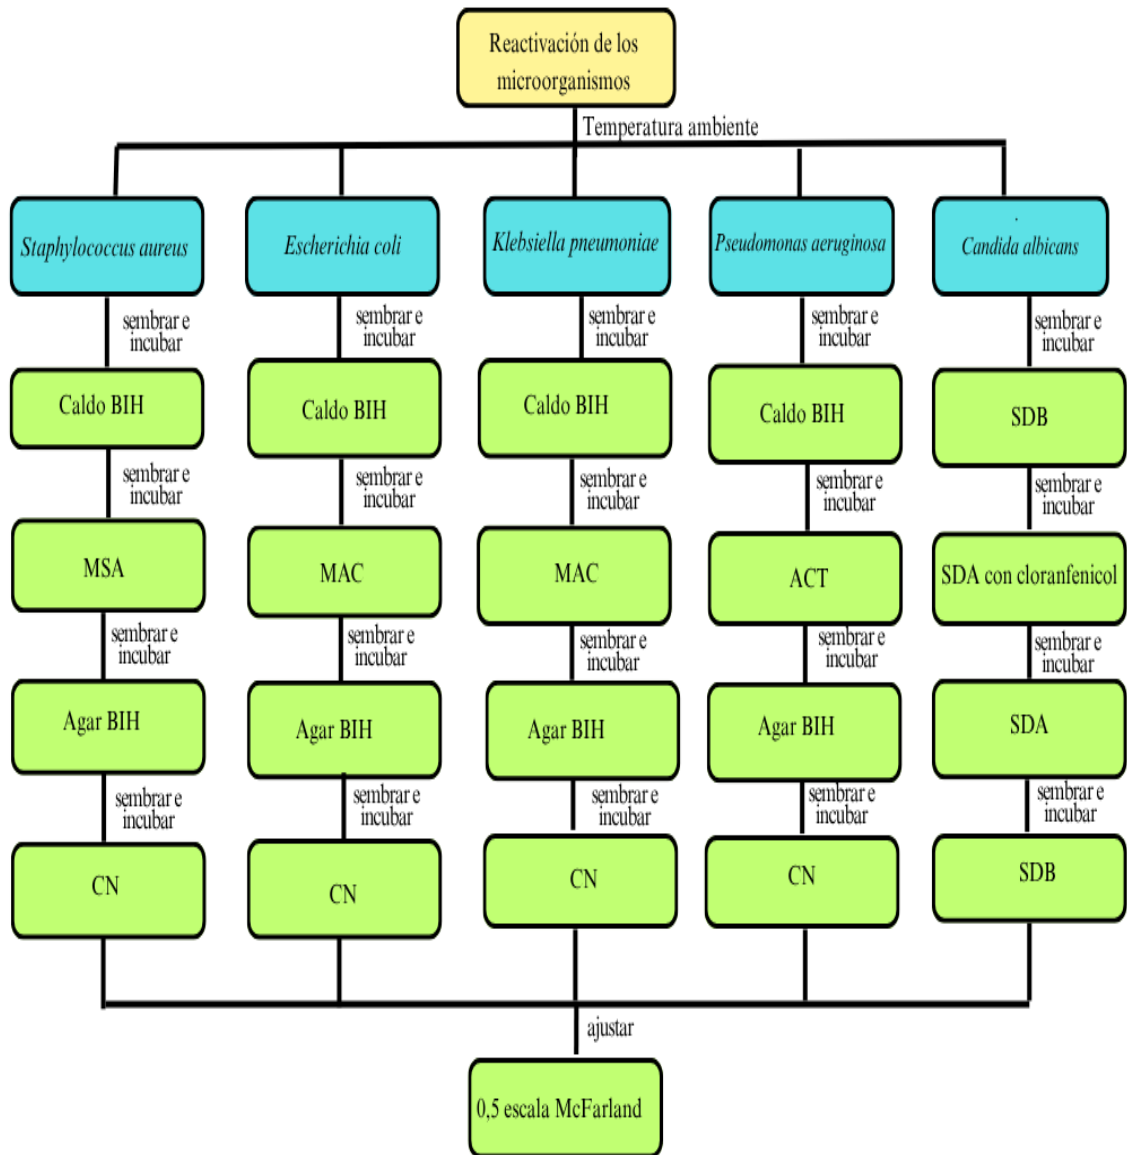 Reactivación de los
microorganismos
Temperatura ambiente
Staphylococcus aureus
Escherichia coli
Klebsiella pneumoniae
Pseudomonas aeruginosa
Candida albicans
sembrar e
incubar
sembrar e
incubar
sembrar e
incubar
sembrar e
incubar
sembrar e
incubar
Caldo BIH
Caldo BIH
Caldo BIH
Caldo BIH
SDB
sembrar e
incubar
sembrar e
incubar
sembrar e
incubar
sembrar e
incubar
sembrar e
incubar
MSA
MAC
MAC
ACT
SDA con cloranfenicol
sembrar e
incubar
sembrar e
incubar
sembrar e
incubar
sembrar e
incubar
sembrar e
incubar
Agar BIH
Agar BIH
Agar BIH
Agar BIH
SDA
sembrar e
incubar
sembrar e
incubar
sembrar e
incubar
sembrar e
incubar
sembrar e
incubar
CN
CN
CN
CN
SDB
ajustar
0,5 escala McFarland